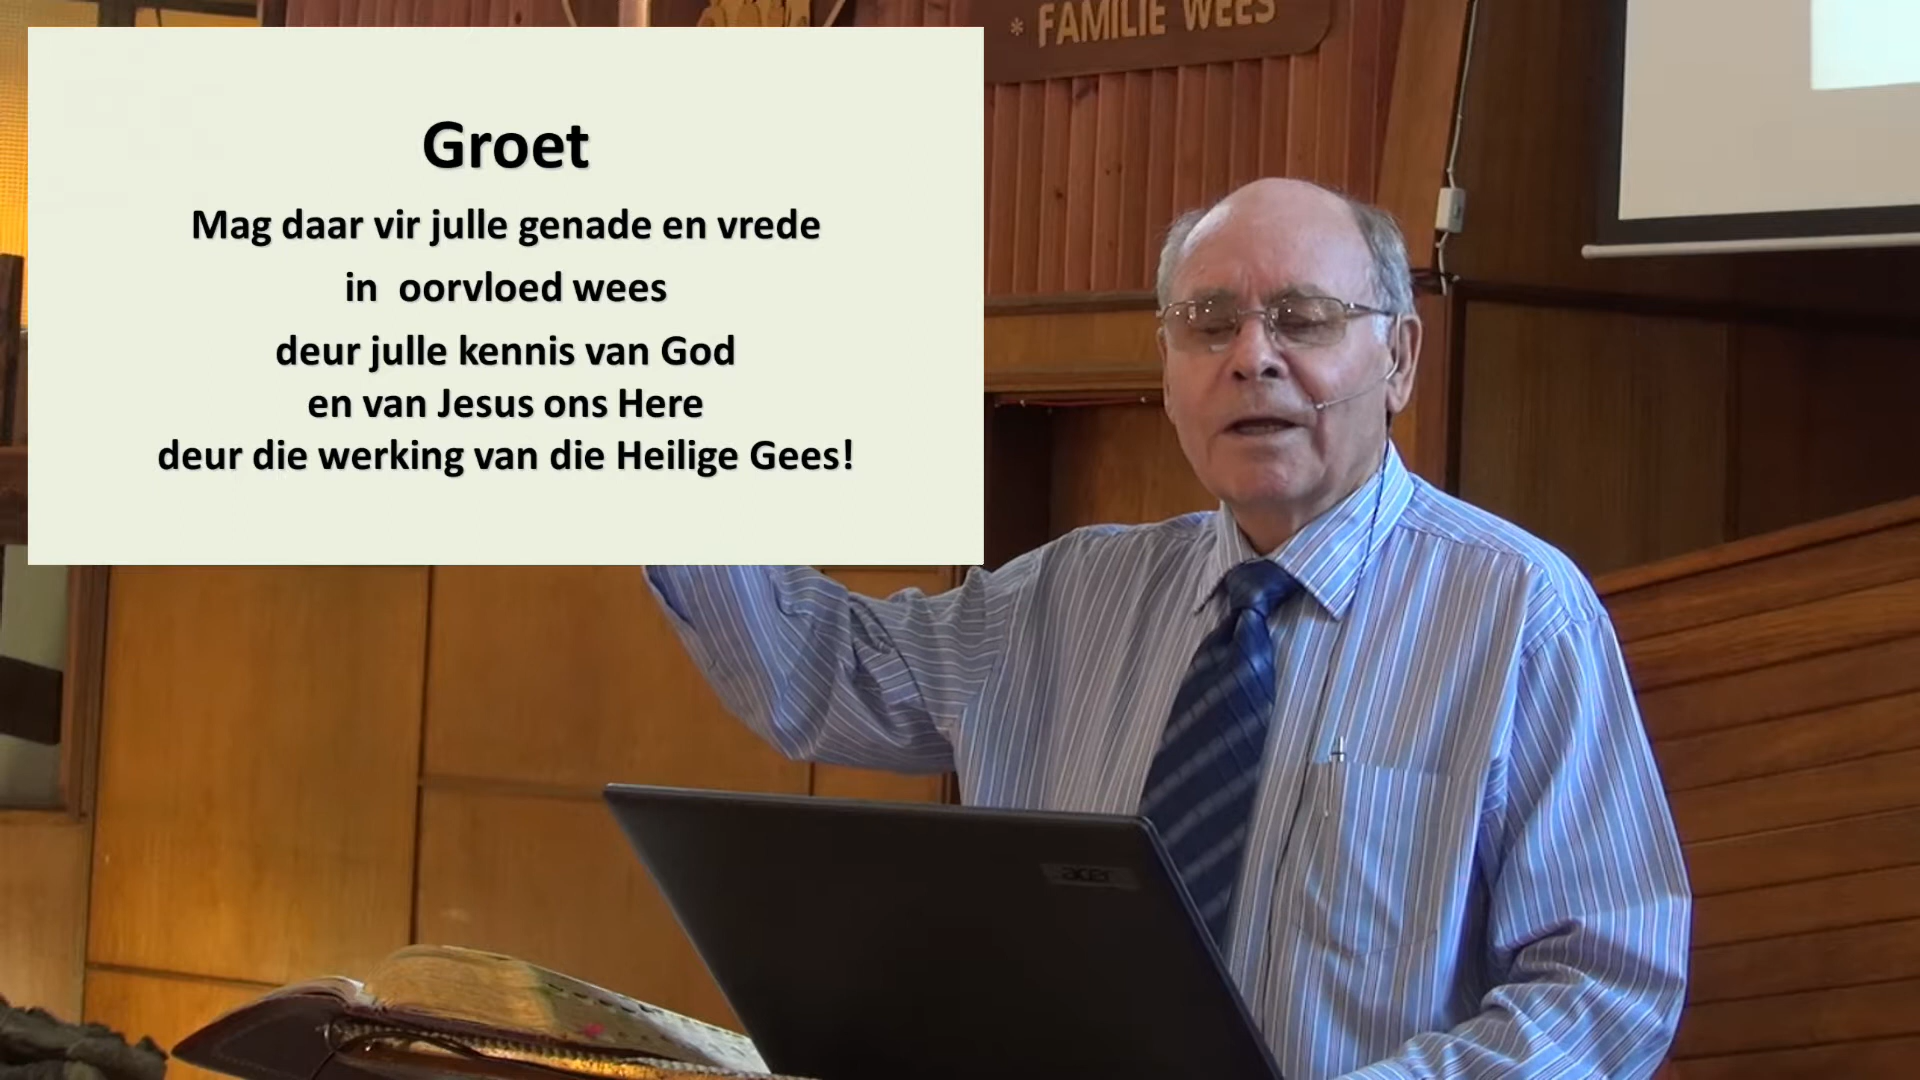 * FAMILIE WEES
Groet
Mag daar vir julle genade en vrede
in oorvloed wees
deur julle kennis van God
en van Jesus ons Here
deur die werking van die Heilige Gees!
acer